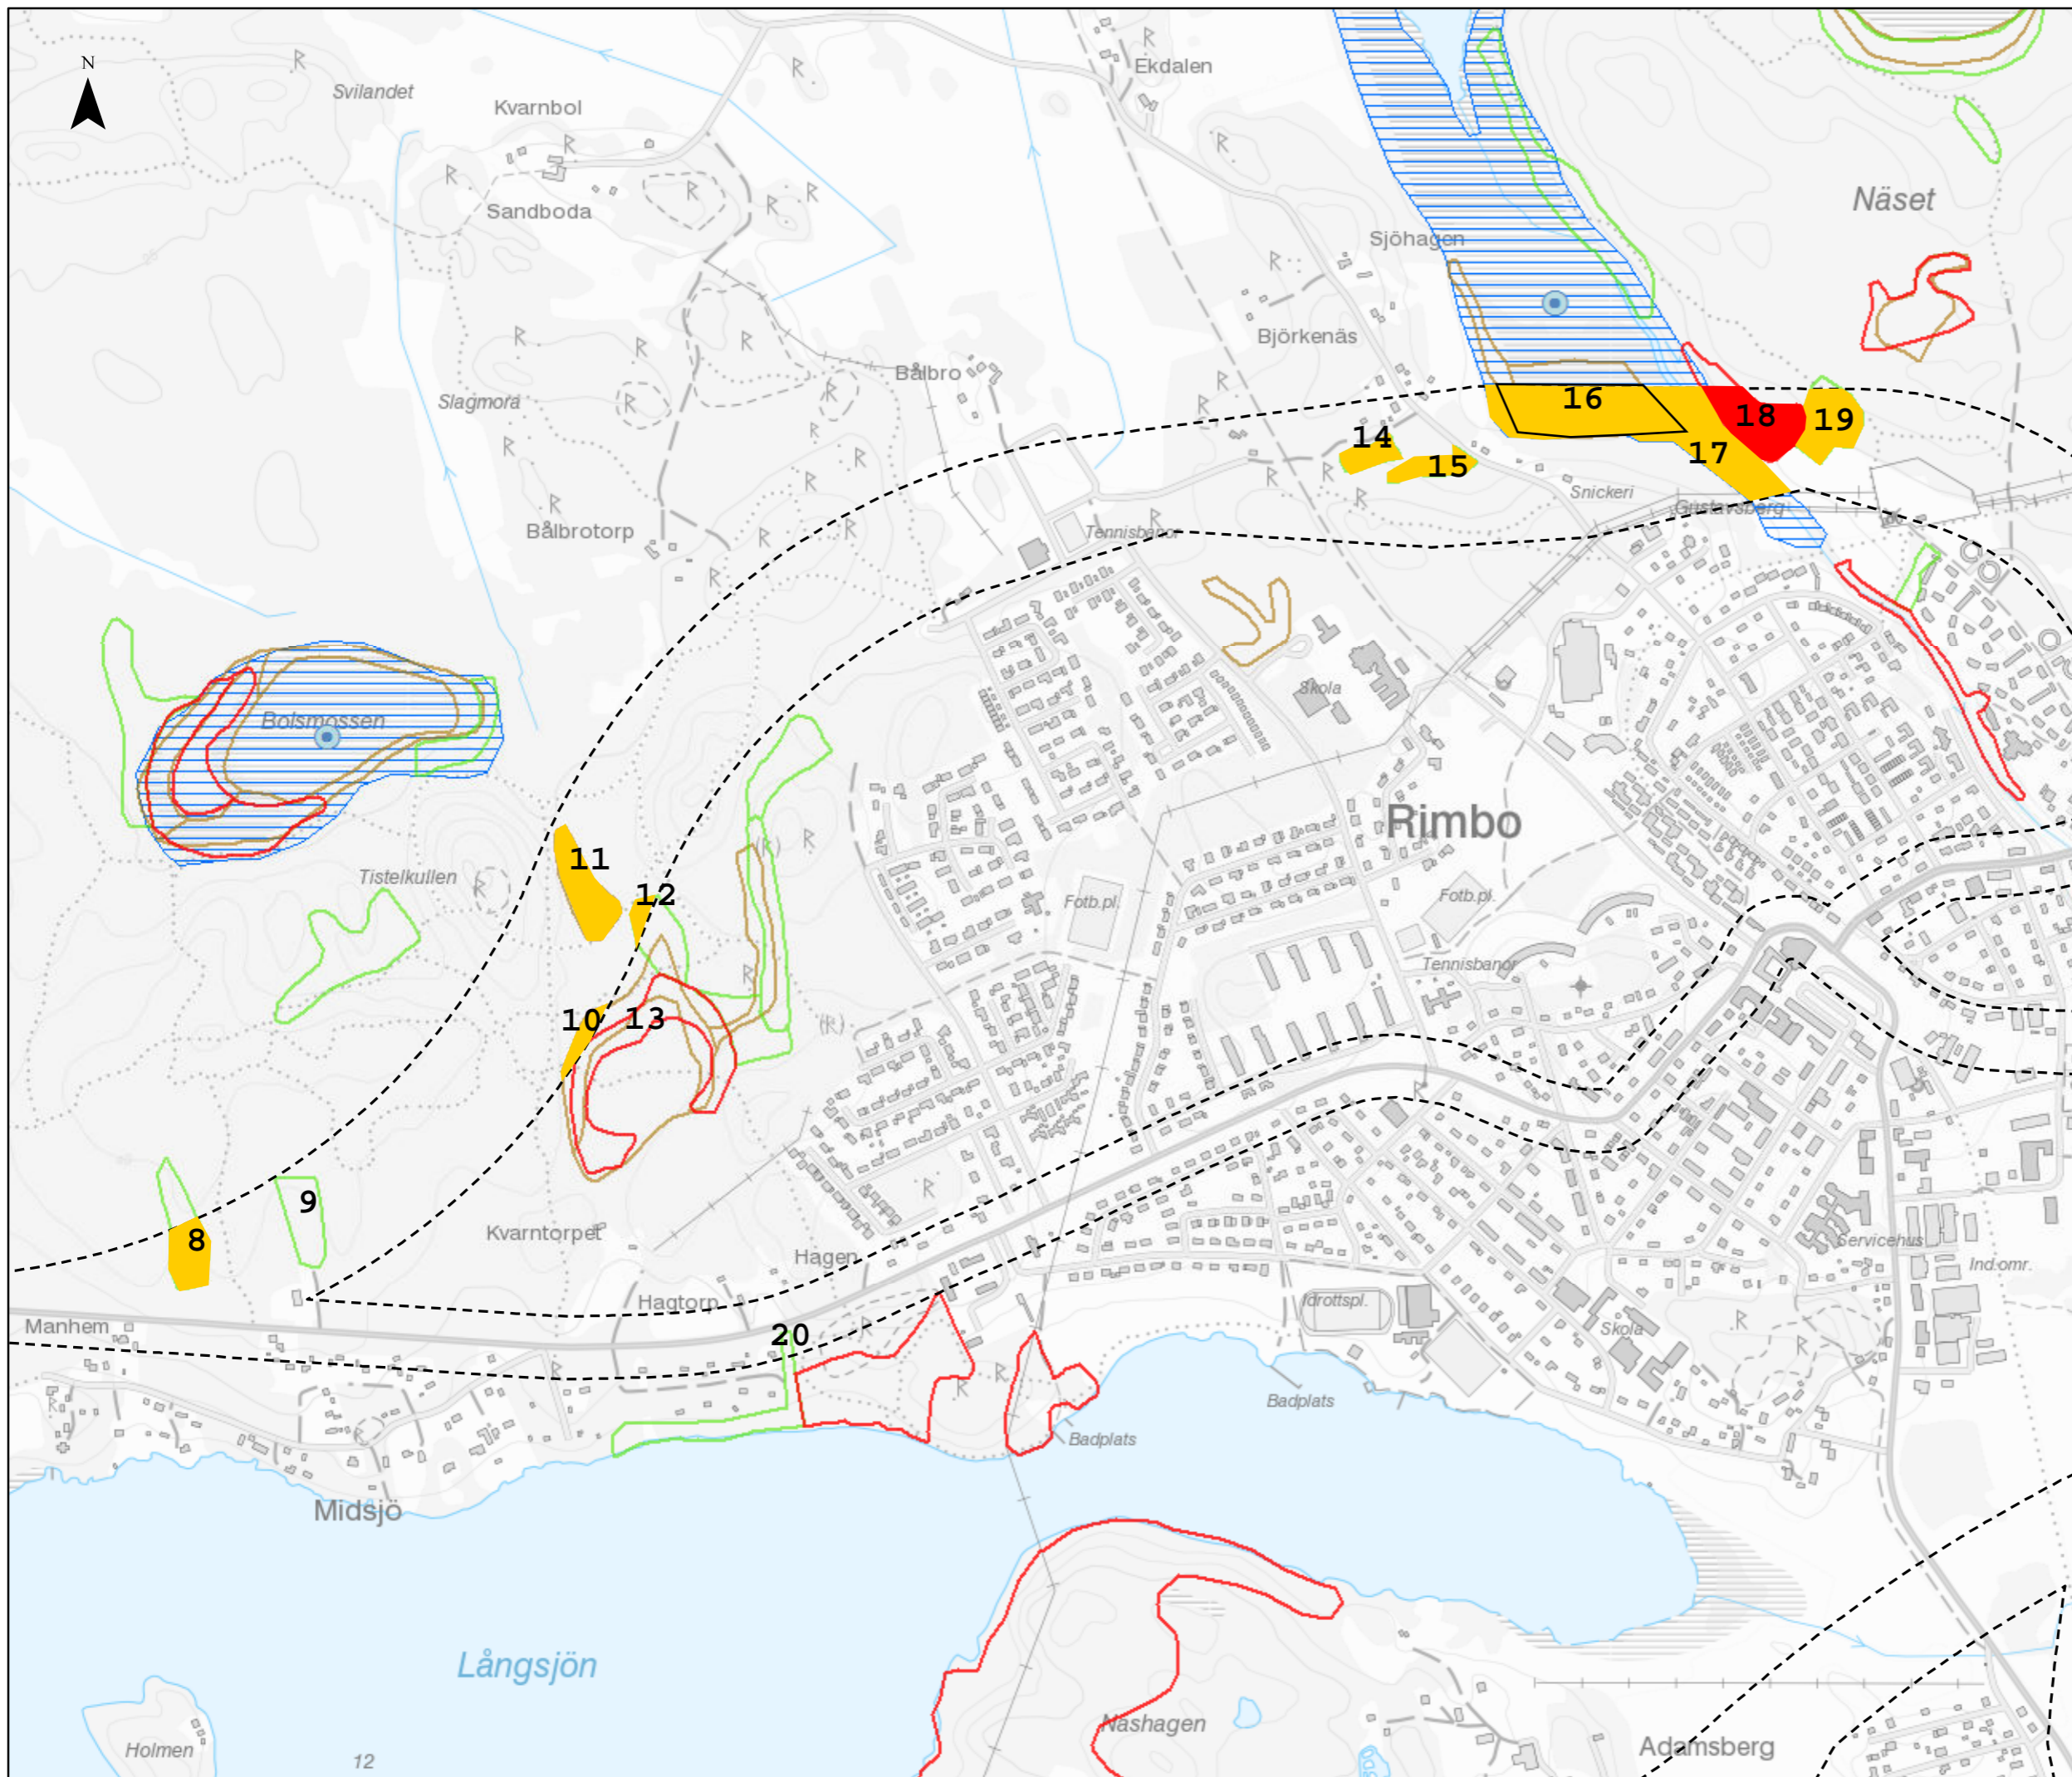 N
Svilandet
Kvarnbol
Ekdalen
Sandboda
Näset
Sjöhagen
Björkenäs
Bålbro
Slagmora
16
18
19
14
15
17
Snickeri
Gustavsberg
Bålbrotorp
Tennisbanor
Skola
Bolsmossen
Rimbo
11
Tistelkullen
12
(R)
Fotb.pl.
Fotb.pl.
Tennisbanor
10
13
(R)
9
Kvarntorpet
8
Hagen
Servicehus
Ind.omr.
Hagtorp
Idrottspl.
Manhem
20
Skola
Badplats
Badplats
Midsjö
Långsjön
Näshagen
Holmen
12
Adamsberg